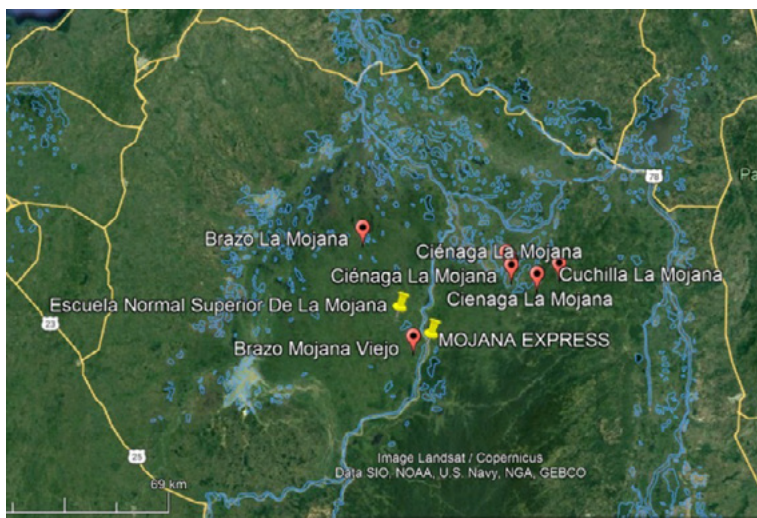 78
Pa
Brazo La Mojana
Ciénaga La Mojana
Ciénaga La Mojana
Cuchilla La Mojana
Cienaga La Mojana
Escuela Normal Superior De La Mojana
23
MOJANA EXPRESS
Brazo Mojana Viejo
25
Image Landsat / Copernicus
Data SIO, NOAA, U.S. Navy, NGA, GEBCO
69 km